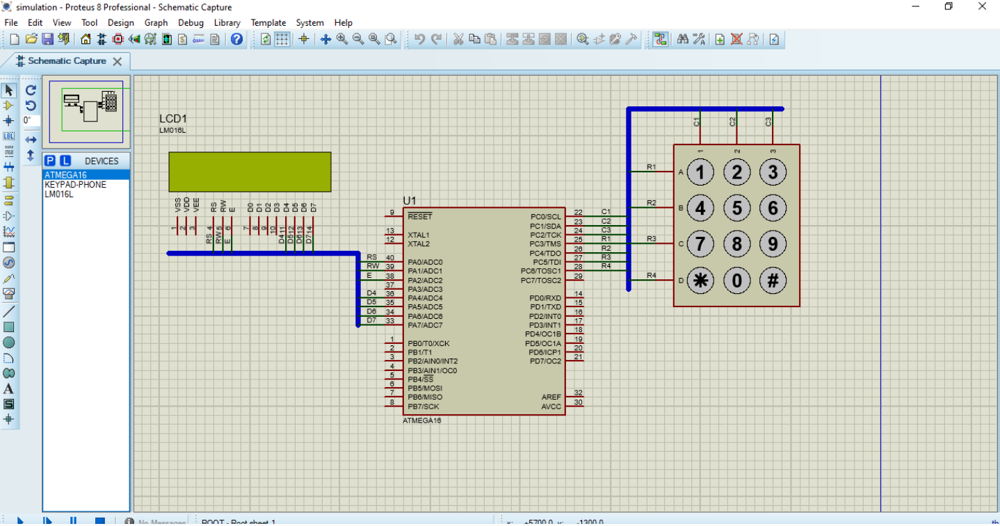 simulation - Proteus 8 Professional - Schematic Capture
File Edit View Tool Design Graph Debug Library Template System Help
Schematic Capture
0°
LBL
P L DEVICES
ATMEGA16
KEYPAD-PHONE
LM016L
A
S
LCD1
LM016L
VSS VDD VEE RS RW E D0 D1 D2 D3 D4 D5 D6 D7
1 2 3 4 5 6 7 8 9 10 11 12 13 14
RS RW E D4 D5 D6 D7
U1
9 RESET
13 XTAL1
12 XTAL2
RS 40 PA0/ADC0
RW 39 PA1/ADC1
E 38 PA2/ADC2
37 PA3/ADC3
D4 36 PA4/ADC4
D5 35 PA5/ADC5
D6 34 PA6/ADC6
D7 33 PA7/ADC7
1 PB0/T0/XCK
2 PB1/T1
3 PB2/AIN0/INT2
4 PB3/AIN1/OC0
5 PB4/SS
6 PB5/MOSI
7 PB6/MISO
8 PB7/SCK
PC0/SCL 22 C1
PC1/SDA 23 C2
PC2/TCK 24 C3
PC3/TMS 25 R1
PC4/TDO 26 R2
PC5/TDI 27 R3
PC6/TOSC1 28 R4
PC7/TOSC2 29
PD0/RXD 14
PD1/TXD 15
PD2/INT0 16
PD3/INT1 17
PD4/OC1B 18
PD5/OC1A 19
PD6/ICP1 20
PD7/OC2 21
AREF 32
AVCC 30
ATMEGA16
C1 C2 C3
1 2 3
R1 A 1 2 3
R2 B 4 5 6
R3 C 7 8 9
R4 D * 0 #
No Messages
ROOT - Root sheet 1
x: +5700.0 y: -1300.0
th